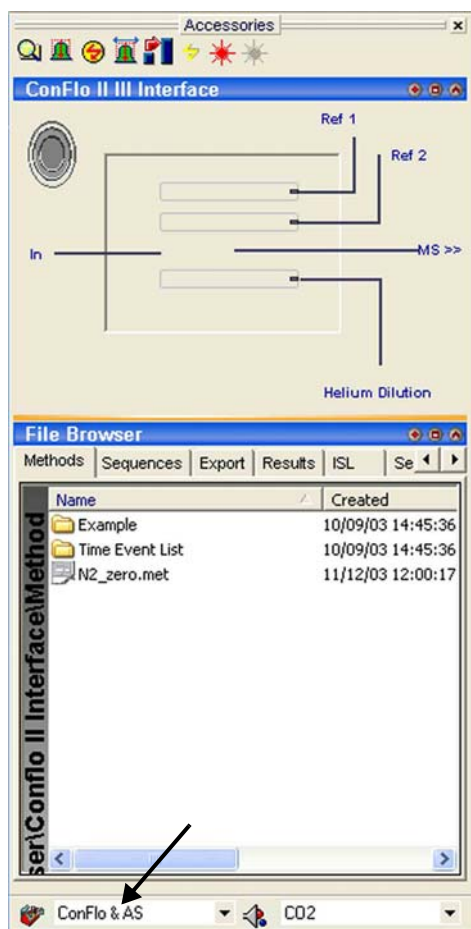 Accessories
ConFlo II III Interface
Ref 1
Ref 2
In
MS >>
Helium Dilution
File Browser
Methods Sequences Export Results ISL Se
Name Created
Example 10/09/03 14:45:36
Time Event List 10/09/03 14:45:36
N2_zero.met 11/12/03 12:00:17
ser\Conflo II Interface\Method
ConFlo & AS CO2